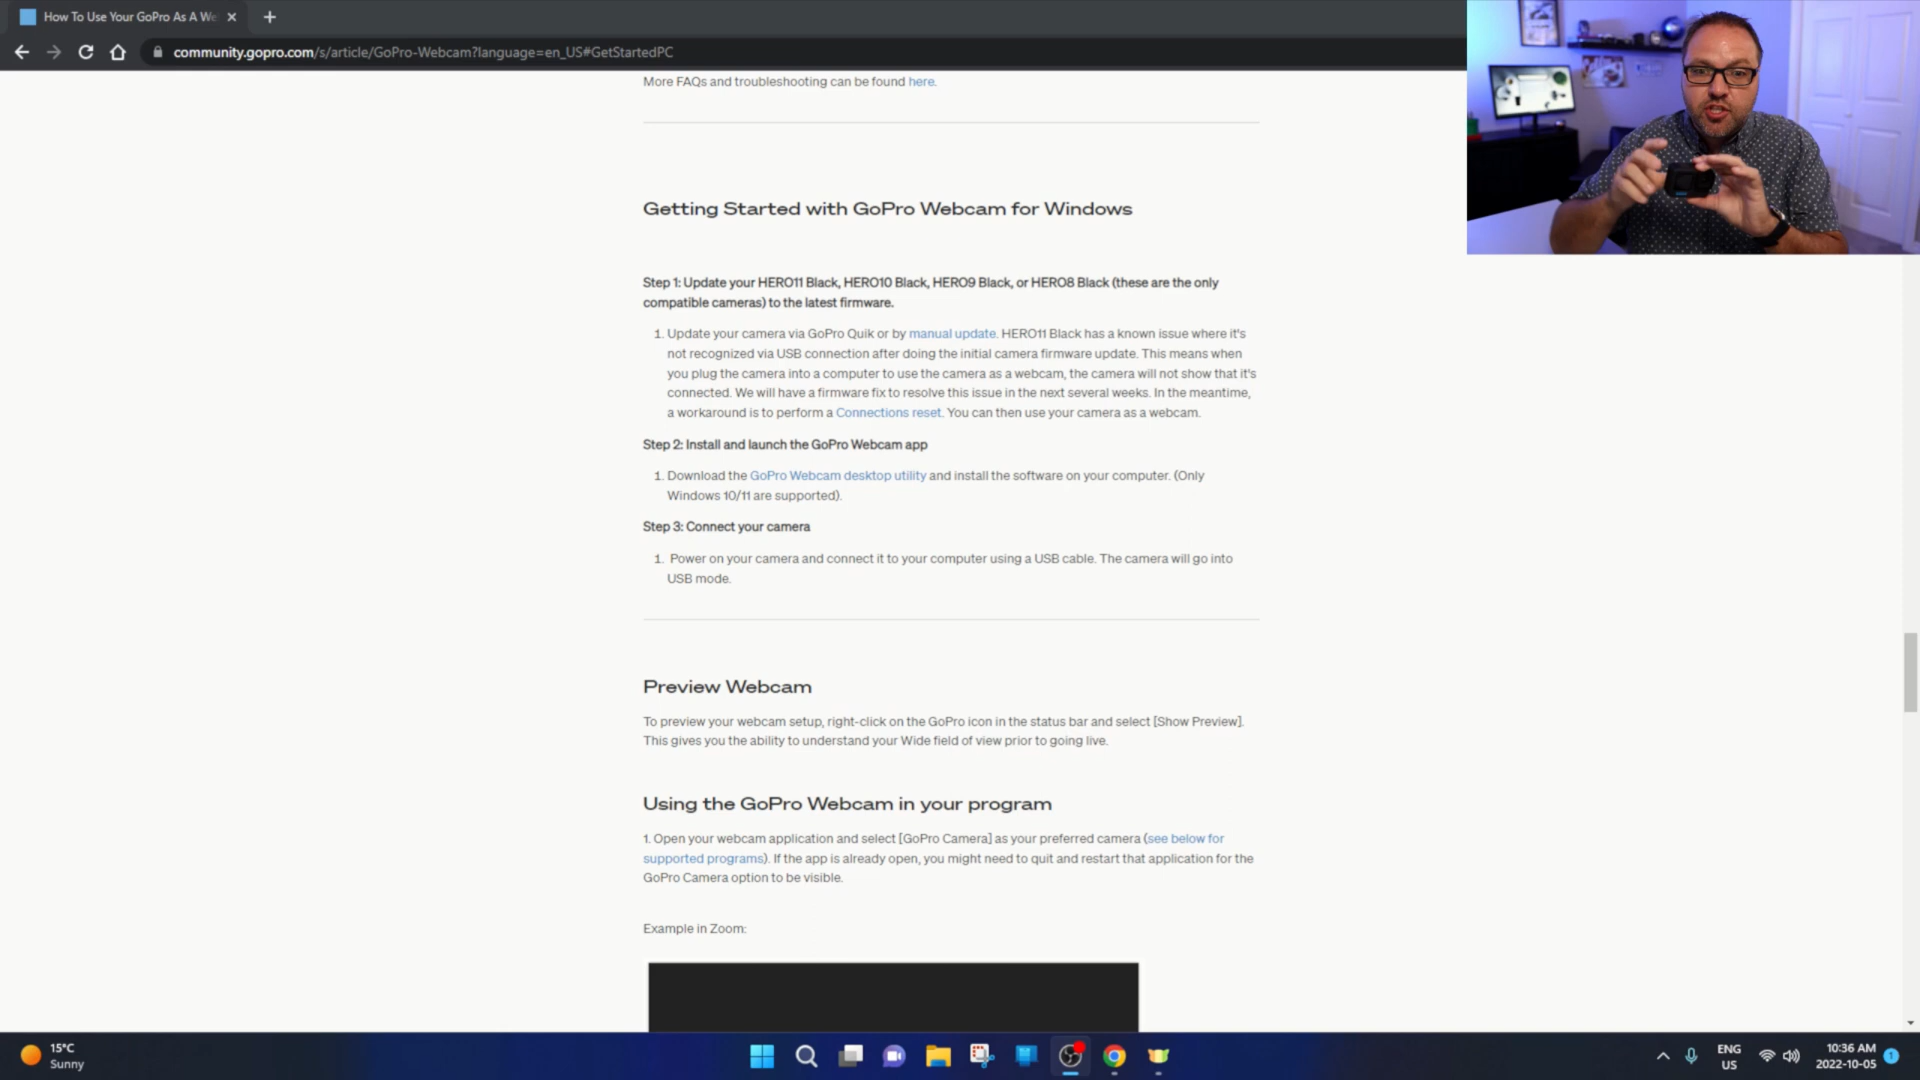 How To Use Your GoPro As A We
community.gopro.com/s/article/GoPro-Webcam?language=en_US#GetStartedPC
More FAQs and troubleshooting can be found here.
Getting Started with GoPro Webcam for Windows
Step 1: Update your HERO11 Black, HERO10 Black, HERO9 Black, or HERO8 Black (these are the only
compatible cameras) to the latest firmware.
1. Update your camera via GoPro Quik or by manual update. HERO11 Black has a known issue where it's
not recognized via USB connection after doing the initial camera firmware update. This means when
you plug the camera into a computer to use the camera as a webcam, the camera will not show that it's
connected. We will have a firmware fix to resolve this issue in the next several weeks. In the meantime,
a workaround is to perform a Connections reset. You can then use your camera as a webcam.
Step 2: Install and launch the GoPro Webcam app
1. Download the GoPro Webcam desktop utility and install the software on your computer. (Only
Windows 10/11 are supported).
Step 3: Connect your camera
1. Power on your camera and connect it to your computer using a USB cable. The camera will go into
USB mode.
Preview Webcam
To preview your webcam setup, right-click on the GoPro icon in the status bar and select [Show Preview].
This gives you the ability to understand your Wide field of view prior to going live.
Using the GoPro Webcam in your program
1. Open your webcam application and select [GoPro Camera] as your preferred camera (see below for
supported programs). If the app is already open, you might need to quit and restart that application for the
GoPro Camera option to be visible.
Example in Zoom:
15°C
Sunny
ENG
US
10:36 AM
2022-10-05
1